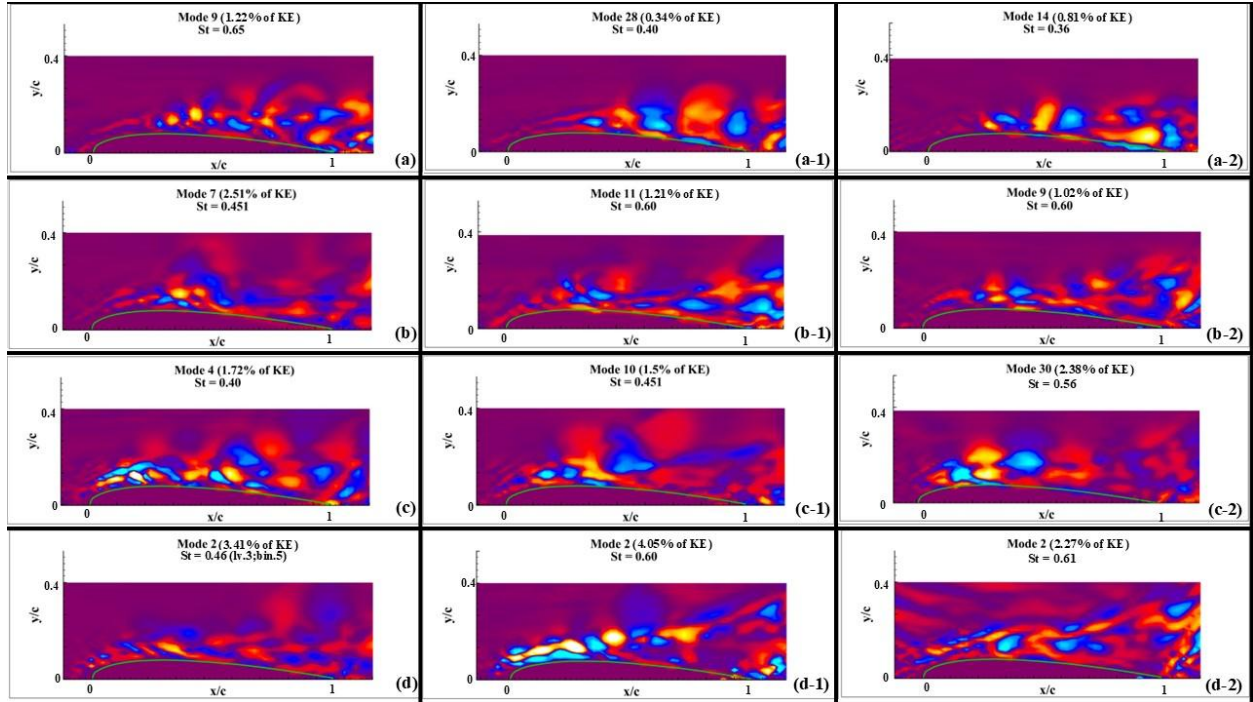 Mode 9 (1.22% of KE)
St = 0.65
0.4
y/c
0
0
x/c
1
(a)
Mode 28 (0.34% of KE)
St = 0.40
0.4
y/c
0
0
x/c
1
(a-1)
Mode 14 (0.81% of KE)
St = 0.36
0.4
y/c
0
0
x/c
1
(a-2)
Mode 7 (2.51% of KE)
St = 0.451
0.4
y/c
0
0
x/c
1
(b)
Mode 11 (1.21% of KE)
St = 0.60
0.4
y/c
0
0
x/c
1
(b-1)
Mode 9 (1.02% of KE)
St = 0.60
0.4
y/c
0
0
x/c
1
(b-2)
Mode 4 (1.72% of KE)
St = 0.40
0.4
y/c
0
0
x/c
1
(c)
Mode 10 (1.5% of KE)
St = 0.451
0.4
y/c
0
0
x/c
1
(c-1)
Mode 30 (2.38% of KE)
St = 0.56
0.4
y/c
0
0
x/c
1
(c-2)
Mode 2 (3.41% of KE)
St = 0.46 (lv.3;bin.5)
0.4
y/c
0
0
x/c
1
(d)
Mode 2 (4.05% of KE)
St = 0.60
0.4
y/c
0
0
x/c
1
(d-1)
Mode 2 (2.27% of KE)
St = 0.61
0.4
y/c
0
0
x/c
1
(d-2)